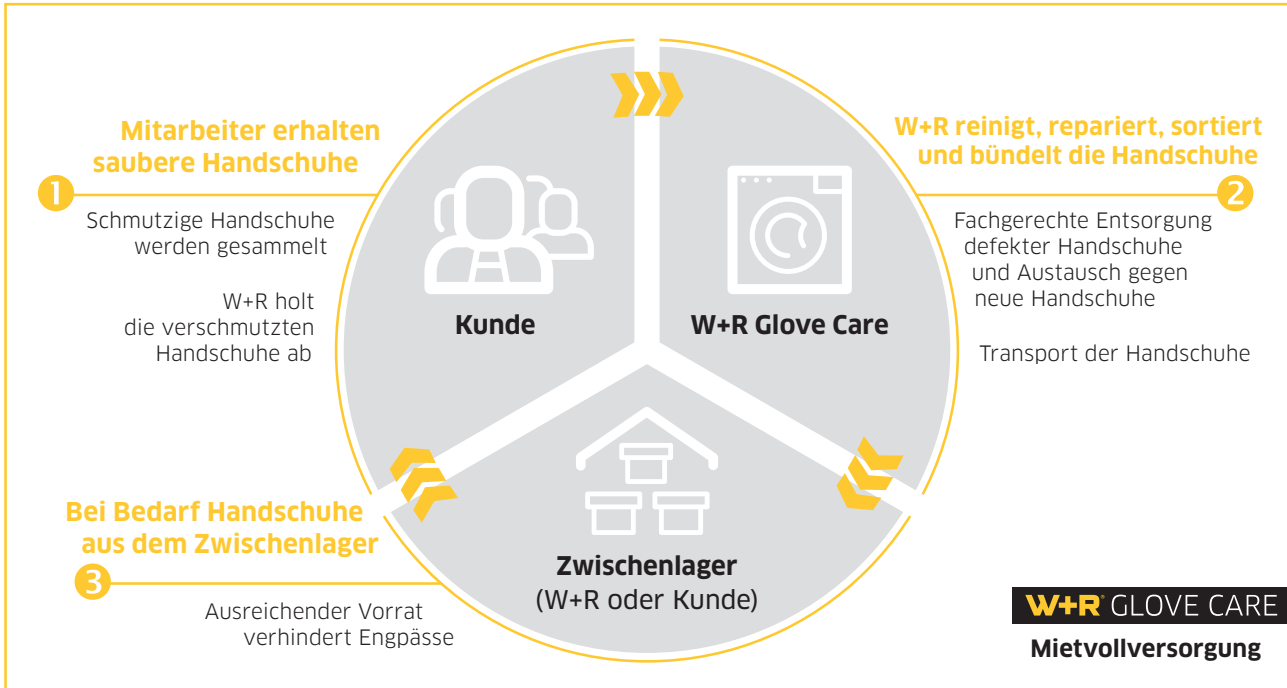 Mitarbeiter erhalten
saubere Handschuhe
1
Schmutzige Handschuhe
werden gesammelt
W+R holt
die verschmutzten
Handschuhe ab
Kunde
W+R reinigt, repariert, sortiert
und bündelt die Handschuhe
2
Fachgerechte Entsorgung
defekter Handschuhe
und Austausch gegen
neue Handschuhe
Transport der Handschuhe
W+R Glove Care
Bei Bedarf Handschuhe
aus dem Zwischenlager
3
Ausreichender Vorrat
verhindert Engpässe
Zwischenlager
(W+R oder Kunde)
W+R® GLOVE CARE
Mietvollversorgung